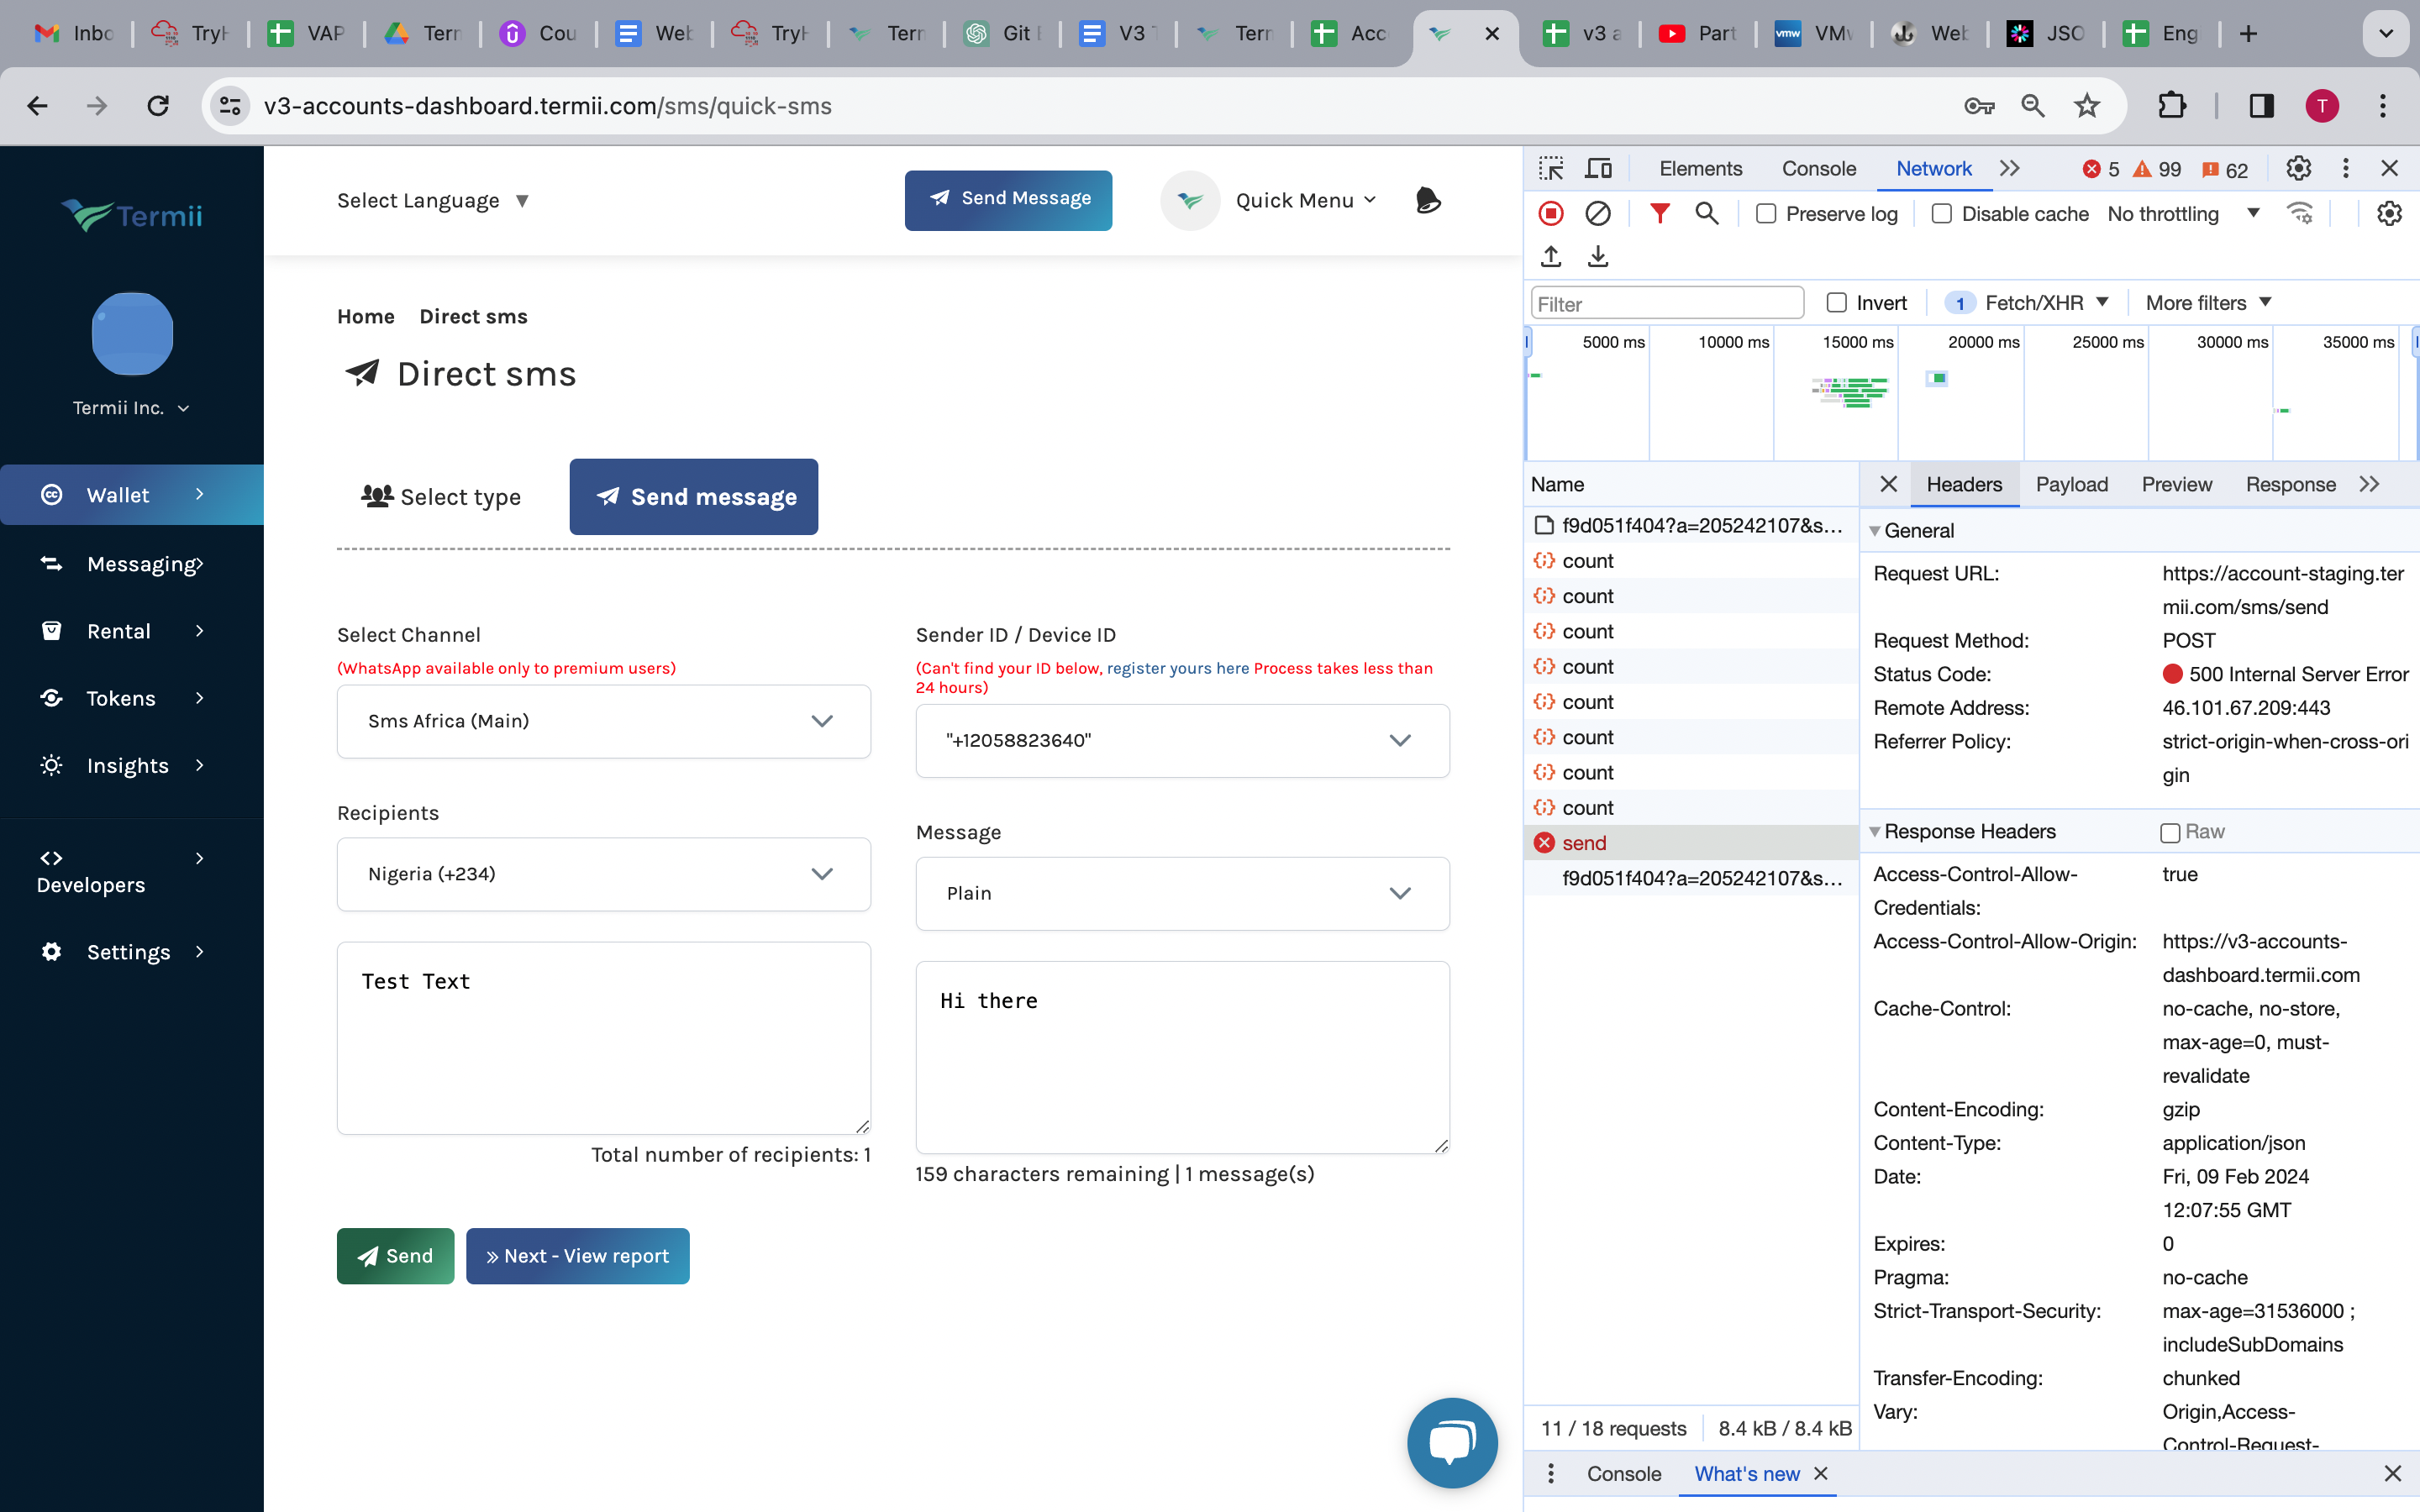 Inbo
TryH
VAP
Term
Cou
Web
TryH
Term
Git
V3
Term
Acc
v3 a
Part
VMw
Web
JSO
Eng
v3-accounts-dashboard.termii.com/sms/quick-sms
T
Termii
Termii Inc.
Wallet
Messaging
Rental
Tokens
Insights
Developers
Settings
Select Language ▼
Send Message
Quick Menu
Home Direct sms
Direct sms
Select type
Send message
Select Channel
(WhatsApp available only to premium users)
Sms Africa (Main)
Recipients
Nigeria (+234)
Test Text
Total number of recipients: 1
Sender ID / Device ID
(Can't find your ID below, register yours here Process takes less than
24 hours)
"+12058823640"
Message
Plain
Hi there
159 characters remaining | 1 message(s)
Send
» Next - View report
Elements Console Network
5 99 62
Preserve log Disable cache No throttling
Filter
Invert 1 Fetch/XHR More filters
5000 ms 10000 ms 15000 ms 20000 ms 25000 ms 30000 ms 35000 ms
Name
f9d051f404?a=205242107&s...
count
count
count
count
count
count
count
count
send
f9d051f404?a=205242107&s...
Headers Payload Preview Response
General
Request URL: https://account-staging.ter
mii.com/sms/send
Request Method: POST
Status Code: 500 Internal Server Error
Remote Address: 46.101.67.209:443
Referrer Policy: strict-origin-when-cross-ori
gin
Response Headers Raw
Access-Control-Allow- true
Credentials:
Access-Control-Allow-Origin: https://v3-accounts-
dashboard.termii.com
Cache-Control: no-cache, no-store,
max-age=0, must-
revalidate
Content-Encoding: gzip
Content-Type: application/json
Date: Fri, 09 Feb 2024
12:07:55 GMT
Expires: 0
Pragma: no-cache
Strict-Transport-Security: max-age=31536000 ;
includeSubDomains
Transfer-Encoding: chunked
Vary: Origin,Access-
Control-Request-
11 / 18 requests 8.4 kB / 8.4 kB
Console What's new